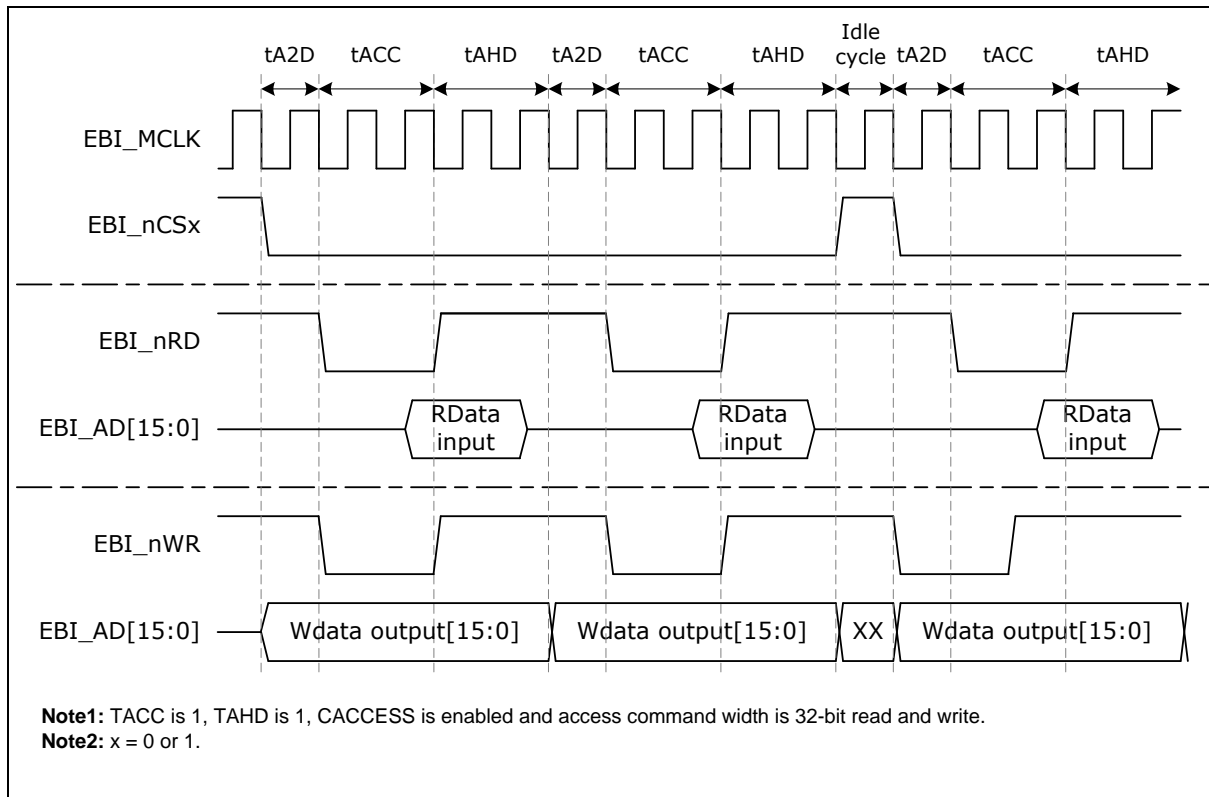 Idle
tA2D tACC tAHD tA2D tACC tAHD cycle tA2D tACC tAHD
EBI_MCLK
EBI_nCSx
EBI_nRD
EBI_AD[15:0] RData input RData input RData input
EBI_nWR
EBI_AD[15:0] Wdata output[15:0] Wdata output[15:0] XX Wdata output[15:0]
Note1: TACC is 1, TAHD is 1, CACCESS is enabled and access command width is 32-bit read and write.
Note2: x = 0 or 1.